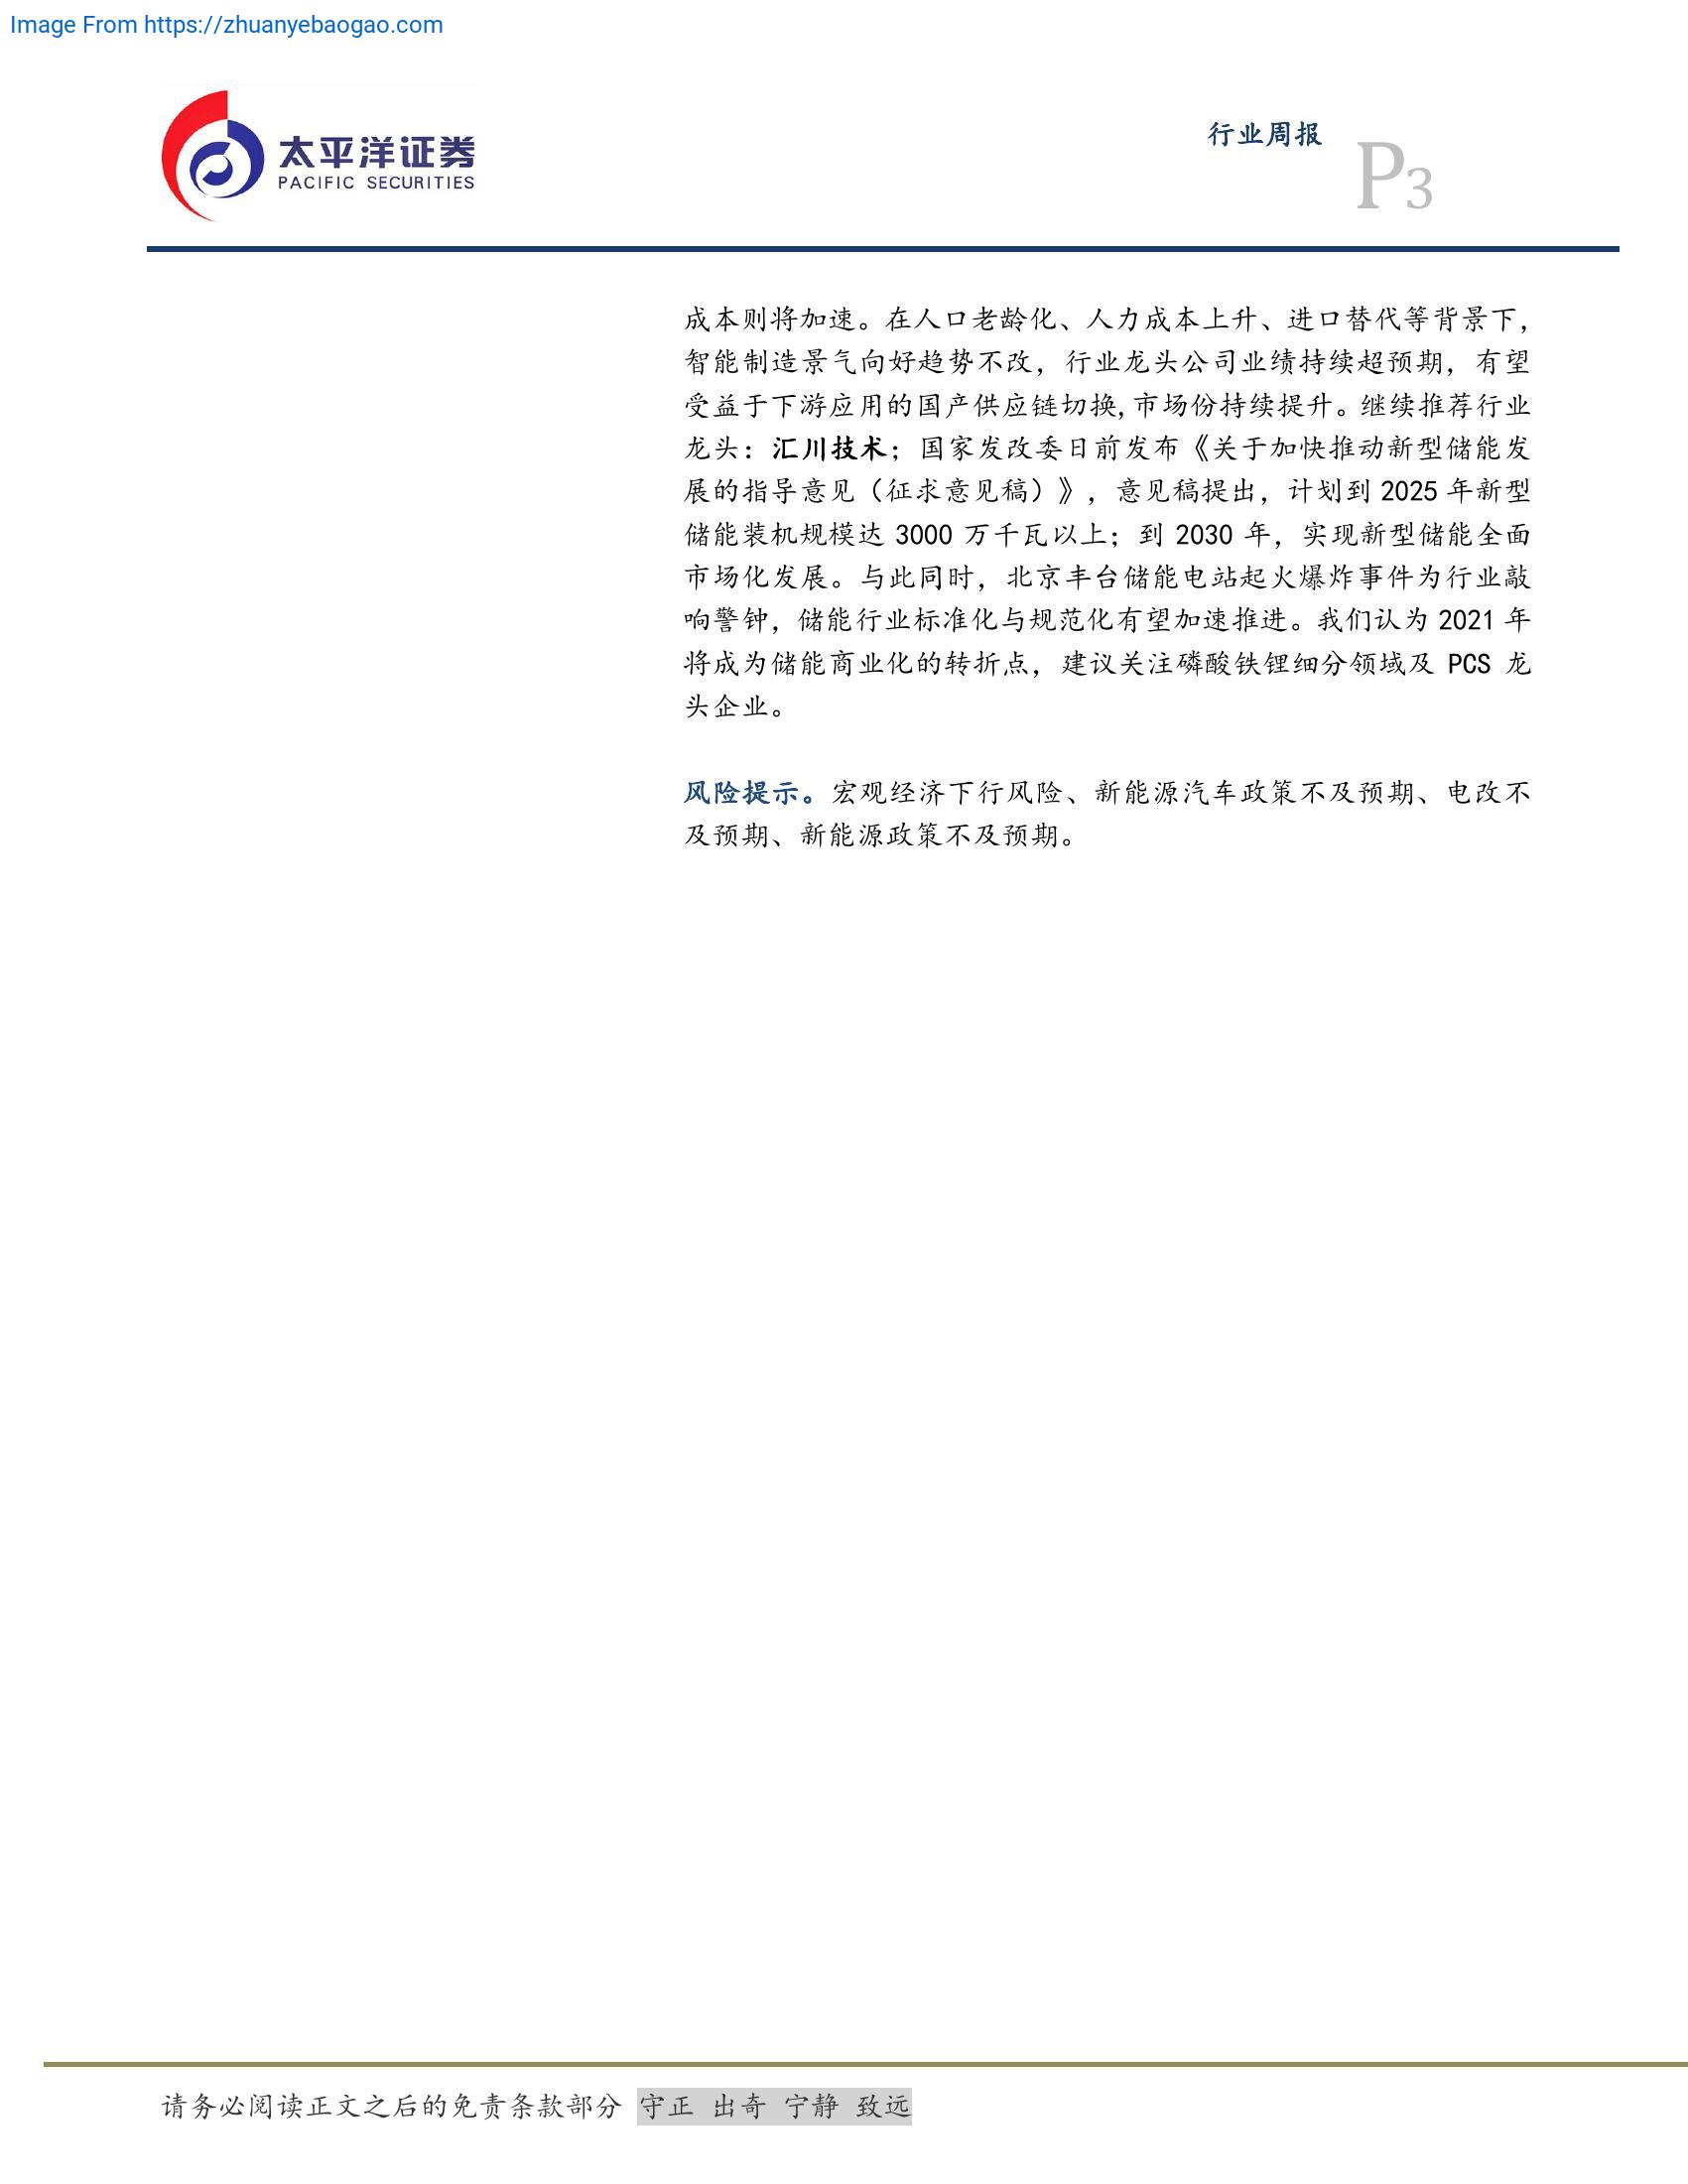 Image From https://zhuanyebaogao.com
太平洋证券
PACIFIC SECURITIES
行业周报
P3
成本则将加速。在人口老龄化、人力成本上升、进口替代等背景下，
智能制造景气向好趋势不改，行业龙头公司业绩持续超预期，有望
受益于下游应用的国产供应链切换,市场份持续提升。继续推荐行业
龙头：汇川技术；国家发改委日前发布《关于加快推动新型储能发
展的指导意见（征求意见稿）》，意见稿提出，计划到 2025 年新型
储能装机规模达 3000 万千瓦以上；到 2030 年，实现新型储能全面
市场化发展。与此同时，北京丰台储能电站起火爆炸事件为行业敲
响警钟，储能行业标准化与规范化有望加速推进。我们认为 2021 年
将成为储能商业化的转折点，建议关注磷酸铁锂细分领域及 PCS 龙
头企业。
风险提示。宏观经济下行风险、新能源汽车政策不及预期、电改不
及预期、新能源政策不及预期。
请务必阅读正文之后的免责条款部分 守正 出奇 宁静 致远